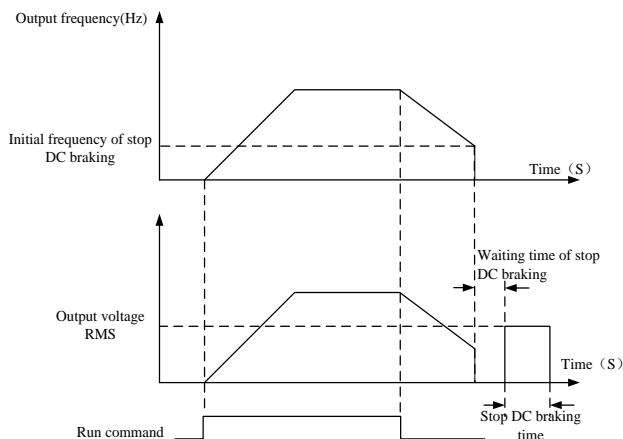 Output frequency(Hz)
Initial frequency of stop
DC braking
Time（S）
Waiting time of stop
DC braking
Output voltage
RMS
Time（S）
Stop DC braking
time
Run command